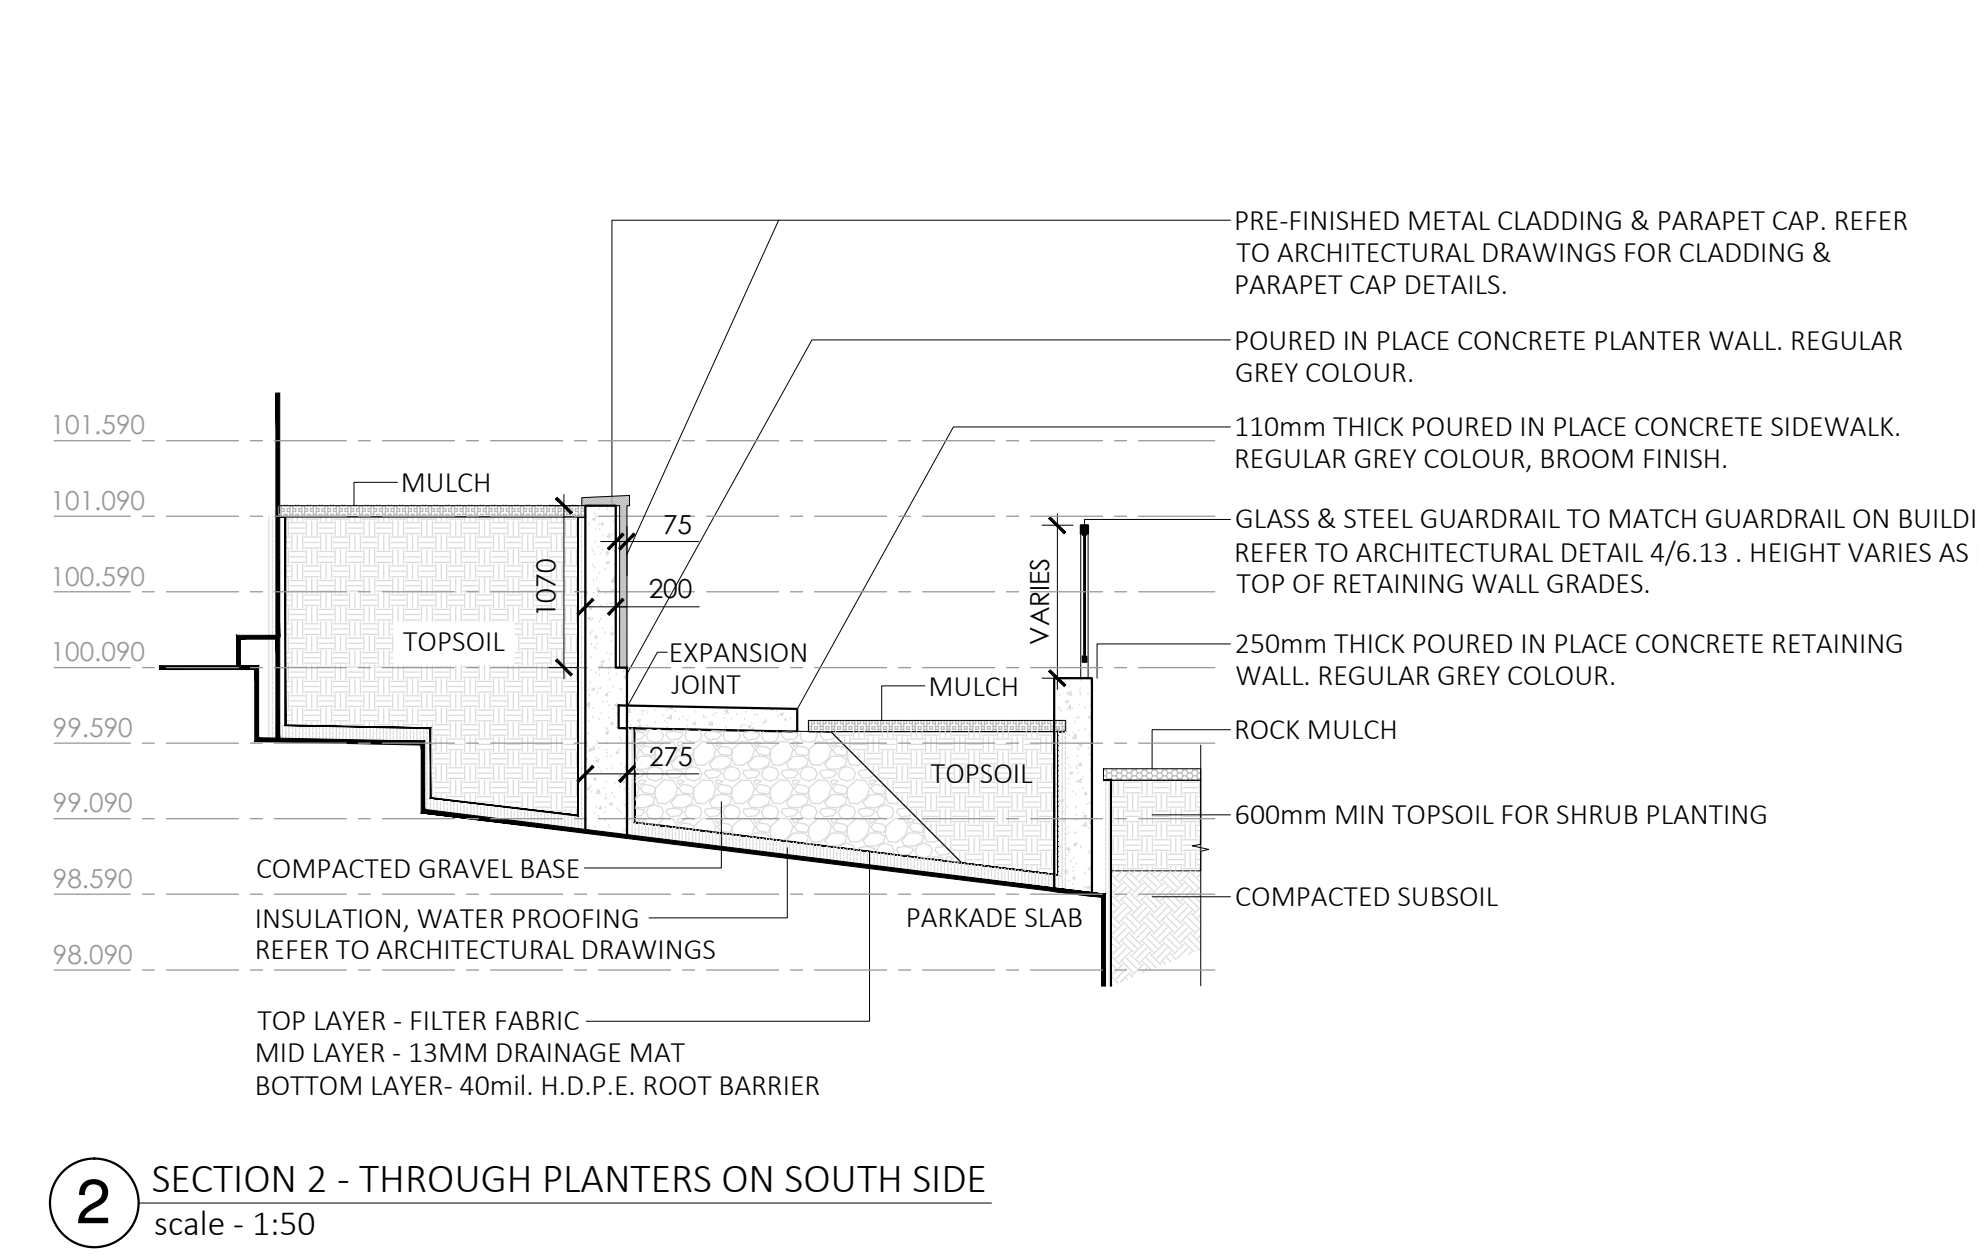 PRE-FINISHED METAL CLADDING & PARAPET CAP. REFER
TO ARCHITECTURAL DRAWINGS FOR CLADDING &
PARAPET CAP DETAILS.
POURED IN PLACE CONCRETE PLANTER WALL. REGULAR
GREY COLOUR.
110mm THICK POURED IN PLACE CONCRETE SIDEWALK.
REGULAR GREY COLOUR, BROOM FINISH.
GLASS & STEEL GUARDRAIL TO MATCH GUARDRAIL ON BUILDI
REFER TO ARCHITECTURAL DETAIL 4/6.13 . HEIGHT VARIES AS
TOP OF RETAINING WALL GRADES.
250mm THICK POURED IN PLACE CONCRETE RETAINING
WALL. REGULAR GREY COLOUR.
ROCK MULCH
600mm MIN TOPSOIL FOR SHRUB PLANTING
COMPACTED SUBSOIL
101.590
101.090
100.590
100.090
99.590
99.090
98.590
98.090
MULCH
TOPSOIL
1070
75
200
EXPANSION
JOINT
275
MULCH
TOPSOIL
VARIES
PARKADE SLAB
COMPACTED GRAVEL BASE
INSULATION, WATER PROOFING
REFER TO ARCHITECTURAL DRAWINGS
TOP LAYER - FILTER FABRIC
MID LAYER - 13MM DRAINAGE MAT
BOTTOM LAYER- 40mil. H.D.P.E. ROOT BARRIER
2
SECTION 2 - THROUGH PLANTERS ON SOUTH SIDE
scale - 1:50